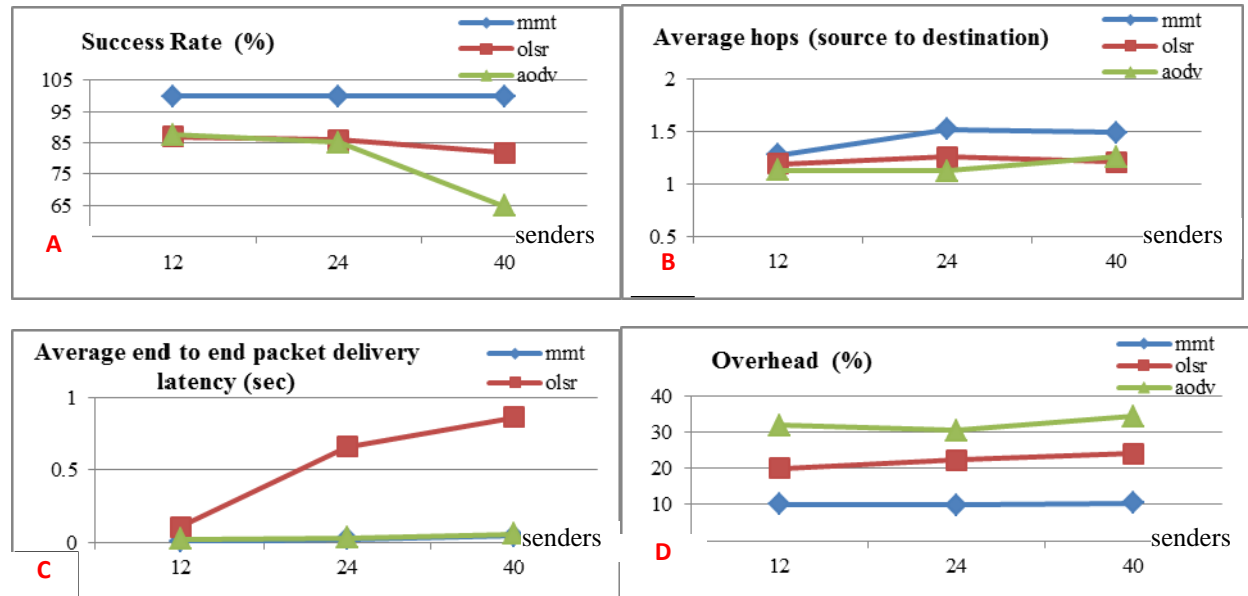 Success Rate (%)
mmt
olsr
aodv
105
95
85
75
65
A
senders
12
24
40
Average hops (source to destination)
mmt
olsr
aodv
2
1.5
1
0.5
B
senders
12
24
40
Average end to end packet delivery
latency (sec)
mmt
olsr
1
0.5
0
C
senders
12
24
40
Overhead (%)
mmt
olsr
aodv
40
30
20
10
D
senders
12
24
40